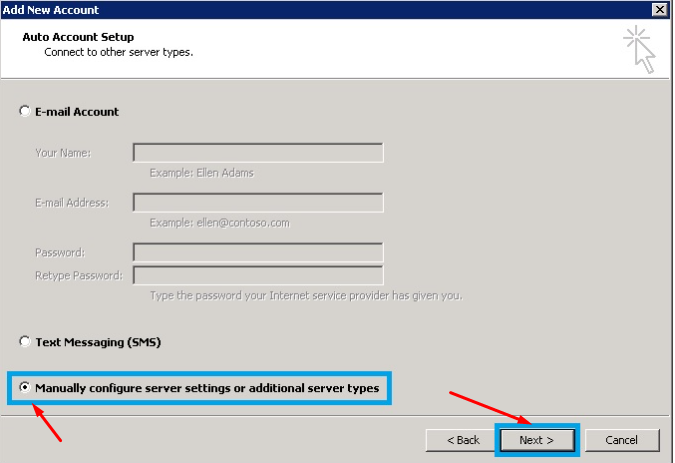 Add New Account
Auto Account Setup
Connect to other server types.
E-mail Account
Your Name:
Example: Ellen Adams
E-mail Address:
Example: ellen@contoso.com
Password:
Retype Password:
Type the password your Internet service provider has given you.
Text Messaging (SMS)
Manually configure server settings or additional server types
< Back Next > Cancel